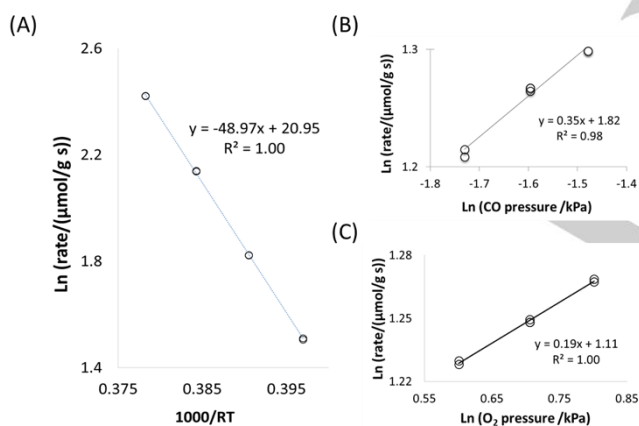 (A)
2.6
2.2
1.8
1.4
y = -48.97x + 20.95
R² = 1.00
0.375
0.385
0.395
1000/RT
Ln (rate/(μmol/g s))
(B)
1.3
1.2
y = 0.35x + 1.82
R² = 0.98
-1.8
-1.7
-1.6
-1.5
-1.4
Ln (CO pressure /kPa)
Ln (rate/(μmol/g s))
(C)
1.28
1.25
1.22
y = 0.19x + 1.11
R² = 1.00
0.55
0.65
0.75
0.85
Ln (O₂ pressure/kPa)
Ln (rate/(μmol/g s))